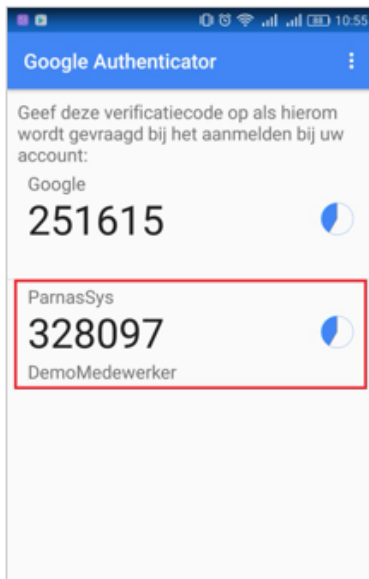 88 10:55
Google Authenticator
Geef deze verificatiecode op als hierom
wordt gevraagd bij het aanmelden bij uw
account:
Google
251615
ParnasSys
328097
DemoMedewerker